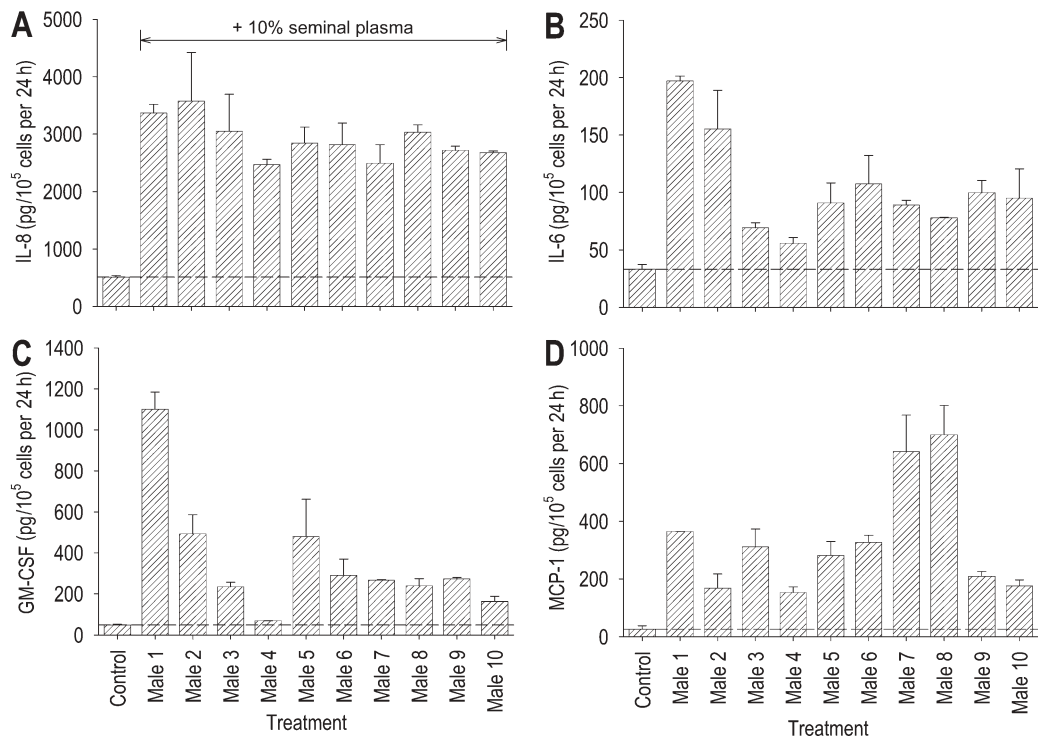 A
IL-8 (pg/10⁵ cells per 24 h)
5000
4000
3000
2000
1000
0
+ 10% seminal plasma
B
IL-6 (pg/10⁵ cells per 24 h)
250
200
150
100
50
0
C
GM-CSF (pg/10⁵ cells per 24 h)
1400
1200
1000
800
600
400
200
0
Control
Male 1
Male 2
Male 3
Male 4
Male 5
Male 6
Male 7
Male 8
Male 9
Male 10
Treatment
D
MCP-1 (pg/10⁵ cells per 24 h)
1000
800
600
400
200
0
Control
Male 1
Male 2
Male 3
Male 4
Male 5
Male 6
Male 7
Male 8
Male 9
Male 10
Treatment